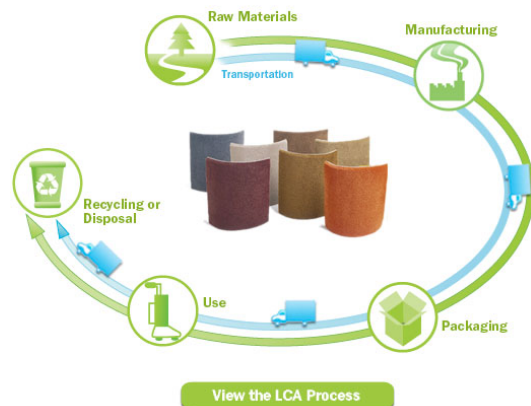 Raw Materials
Manufacturing
Transportation
Recycling or
Disposal
Use
Packaging
View the LCA Process